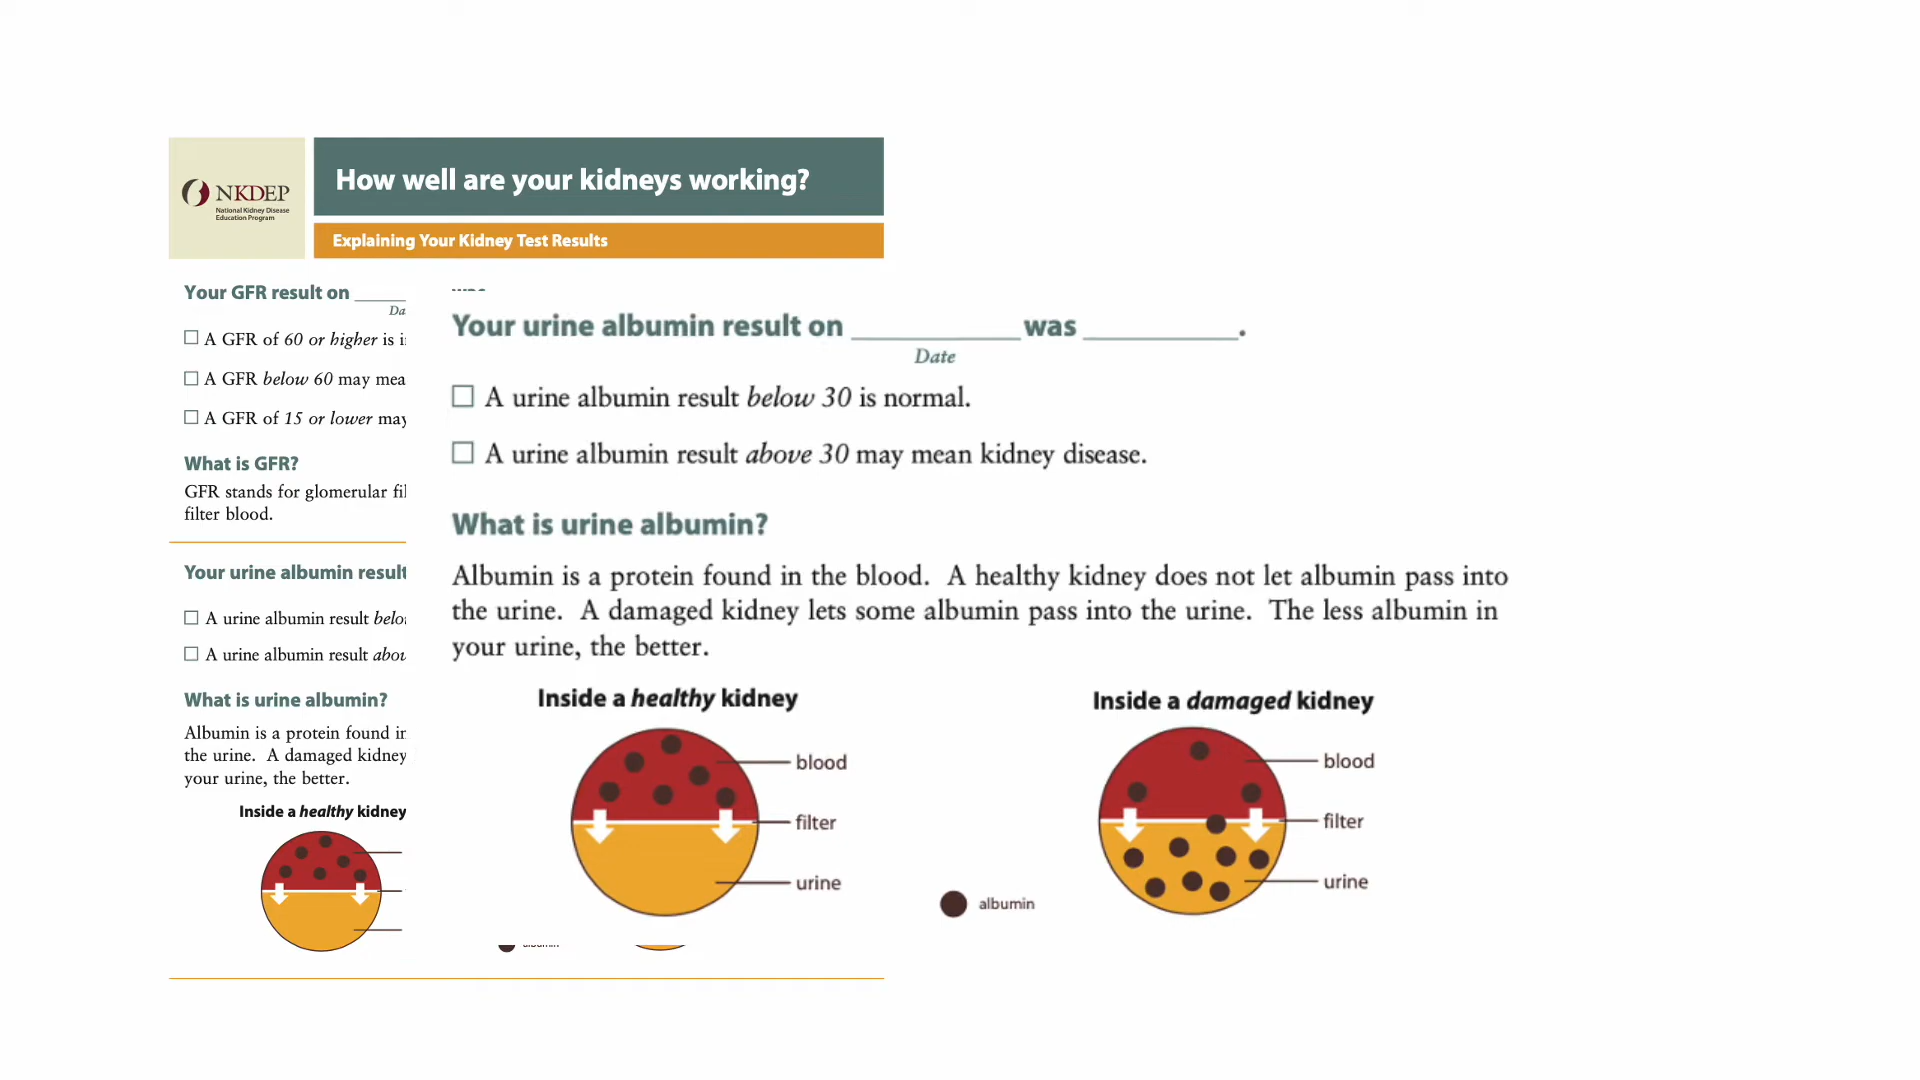 NKDEP
National Kidney Disease
Education Program
How well are your kidneys working?
Explaining Your Kidney Test Results
Your GFR result on
Da
A GFR of 60 or higher is i
A GFR below 60 may mea
A GFR of 15 or lower may
What is GFR?
GFR stands for glomerular fil
filter blood.
Your urine albumin result
A urine albumin result belo
A urine albumin result abou
What is urine albumin?
Albumin is a protein found in
the urine. A damaged kidney
your urine, the better.
Inside a healthy kidney
Your urine albumin result on ____________ was ___________.
Date
A urine albumin result below 30 is normal.
A urine albumin result above 30 may mean kidney disease.
What is urine albumin?
Albumin is a protein found in the blood. A healthy kidney does not let albumin pass into
the urine. A damaged kidney lets some albumin pass into the urine. The less albumin in
your urine, the better.
Inside a healthy kidney
blood
filter
urine
albumin
Inside a damaged kidney
blood
filter
urine